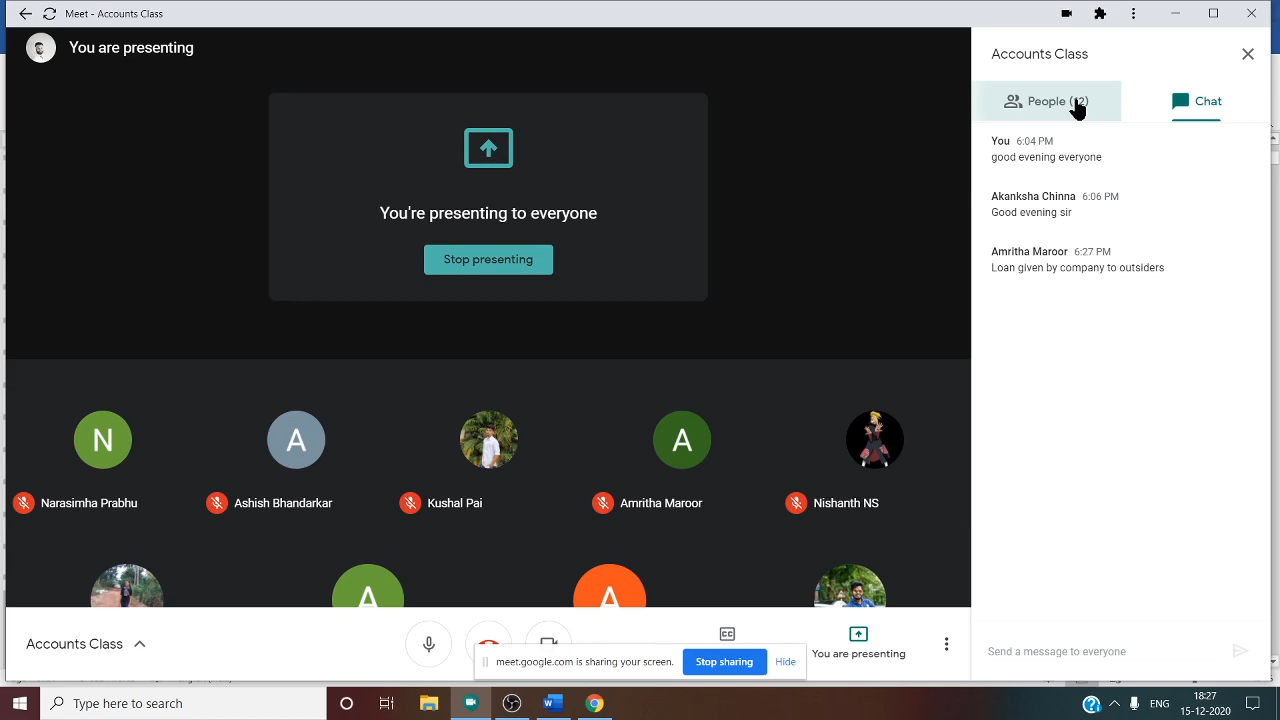 Meet - Accounts Class
You are presenting
You're presenting to everyone
Stop presenting
N
A
A
Narasimha Prabhu
Ashish Bhandarkar
Kushal Pai
Amritha Maroor
Nishanth NS
A
A
Accounts Class
CC
meet.google.com is sharing your screen.
Stop sharing
Hide
You are presenting
Accounts Class
People
Chat
You 6:04 PM
good evening everyone
Akanksha Chinna 6:06 PM
Good evening sir
Amritha Maroor 6:27 PM
Loan given by company to outsiders
Send a message to everyone
Type here to search
ENG
18:27
15-12-2020